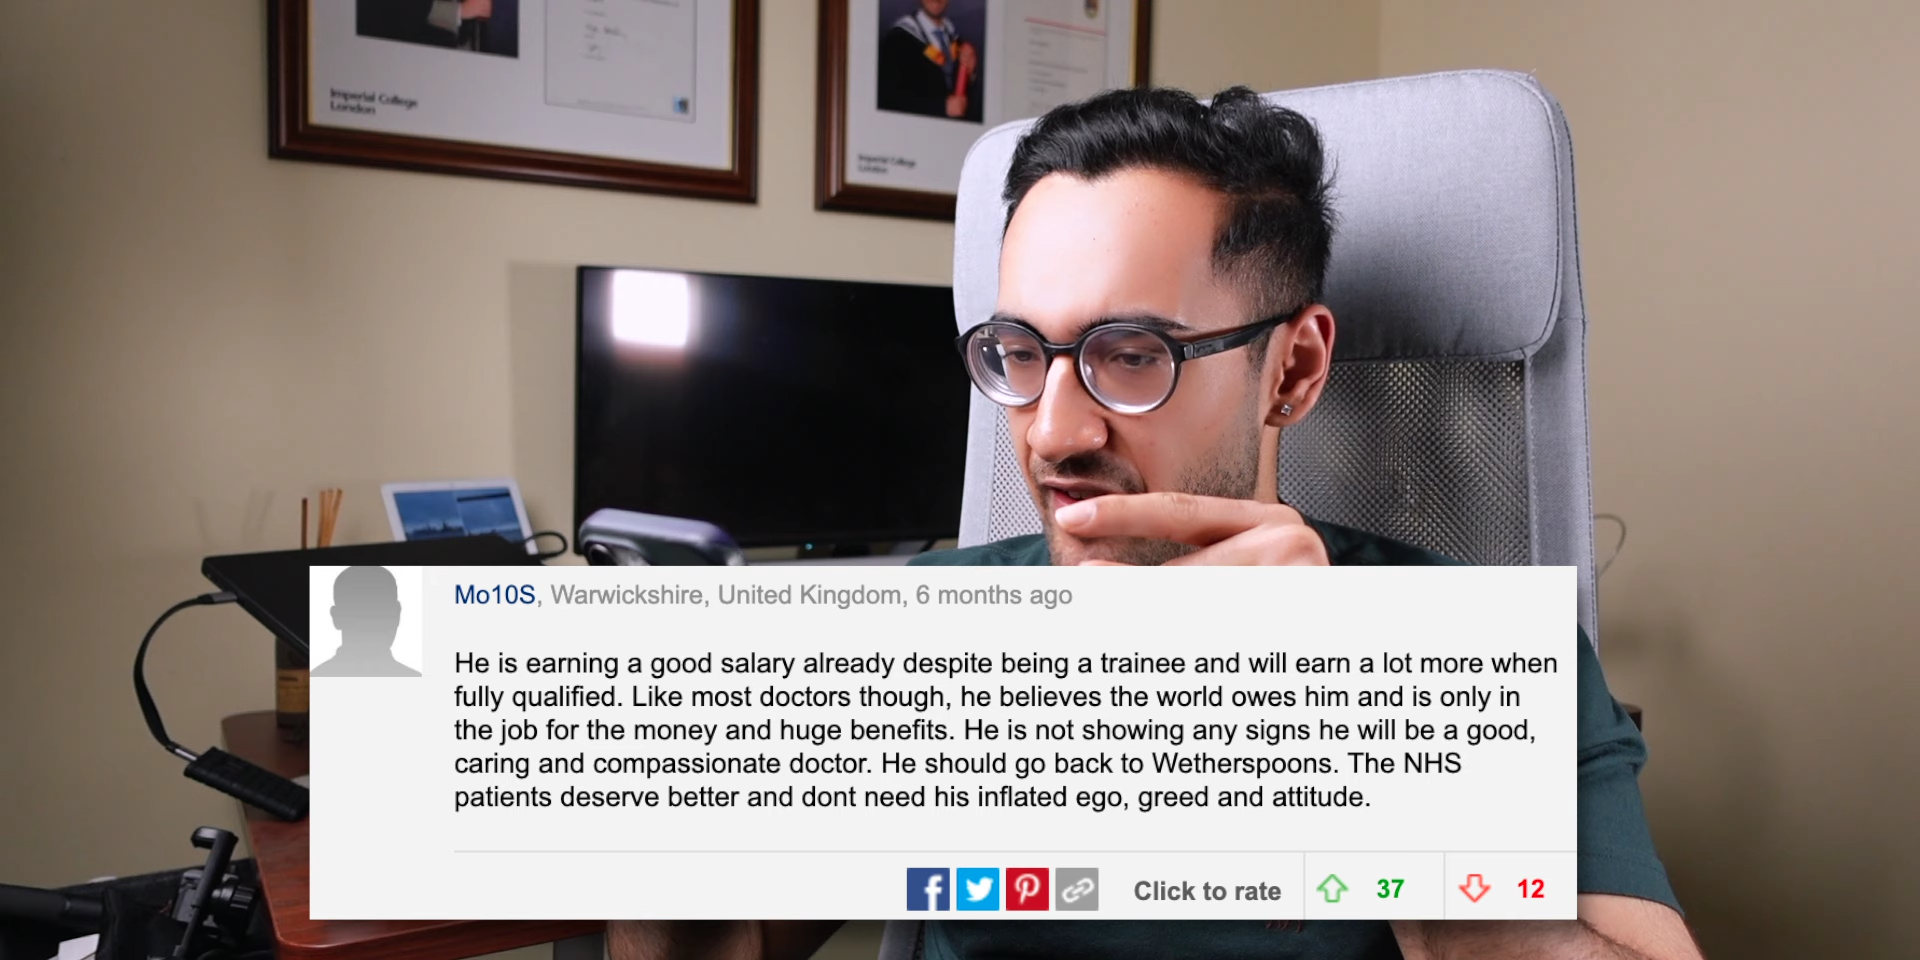 Imperial College
London
Imperial College
London
Mo10S, Warwickshire, United Kingdom, 6 months ago
He is earning a good salary already despite being a trainee and will earn a lot more when
fully qualified. Like most doctors though, he believes the world owes him and is only in
the job for the money and huge benefits. He is not showing any signs he will be a good,
caring and compassionate doctor. He should go back to Wetherspoons. The NHS
patients deserve better and dont need his inflated ego, greed and attitude.
Click to rate 37 12